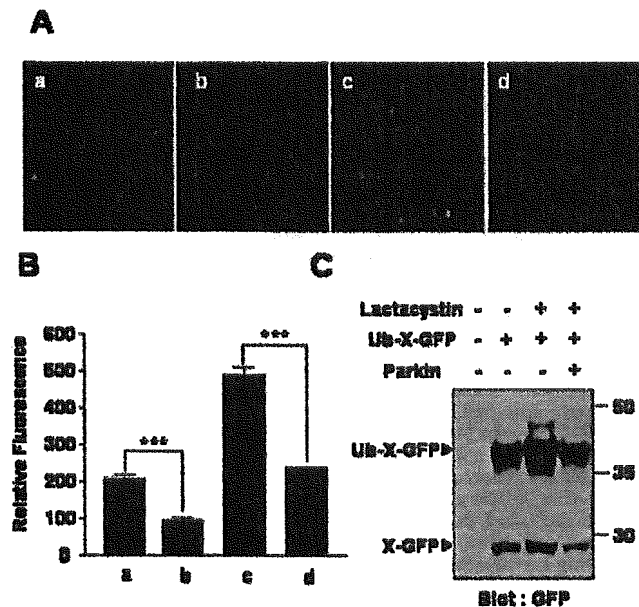 A
a b c d
B
Relative Fluorescence
600
500
400
300
200
100
0
***
***
a b c d
C
Lactacystin - - + +
Ub-X-GFP - + + +
Parkin - - - +
50
Ub-X-GFP
35
30
X-GFP
Blot : GFP